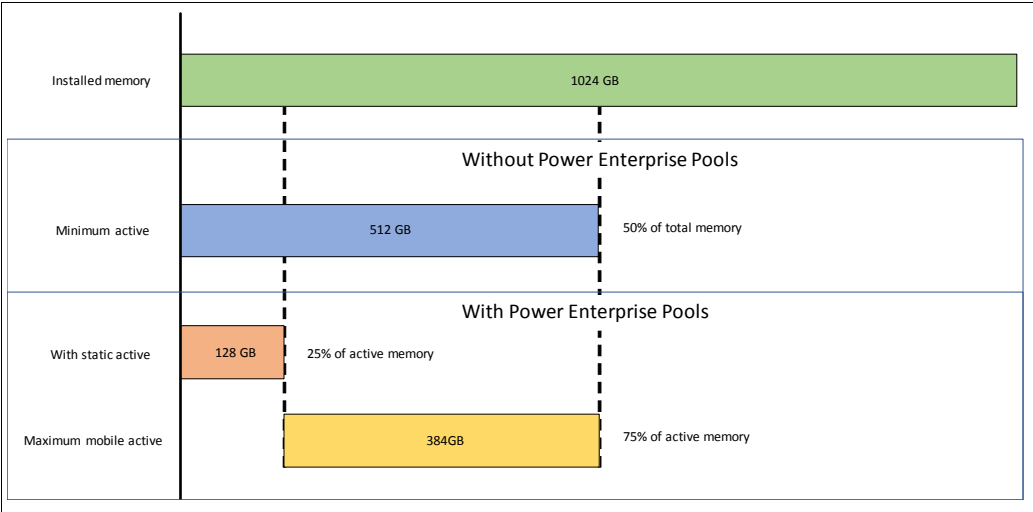 Installed memory
1024 GB
Without Power Enterprise Pools
Minimum active
512 GB
50% of total memory
With Power Enterprise Pools
With static active
128 GB
25% of active memory
Maximum mobile active
384GB
75% of active memory